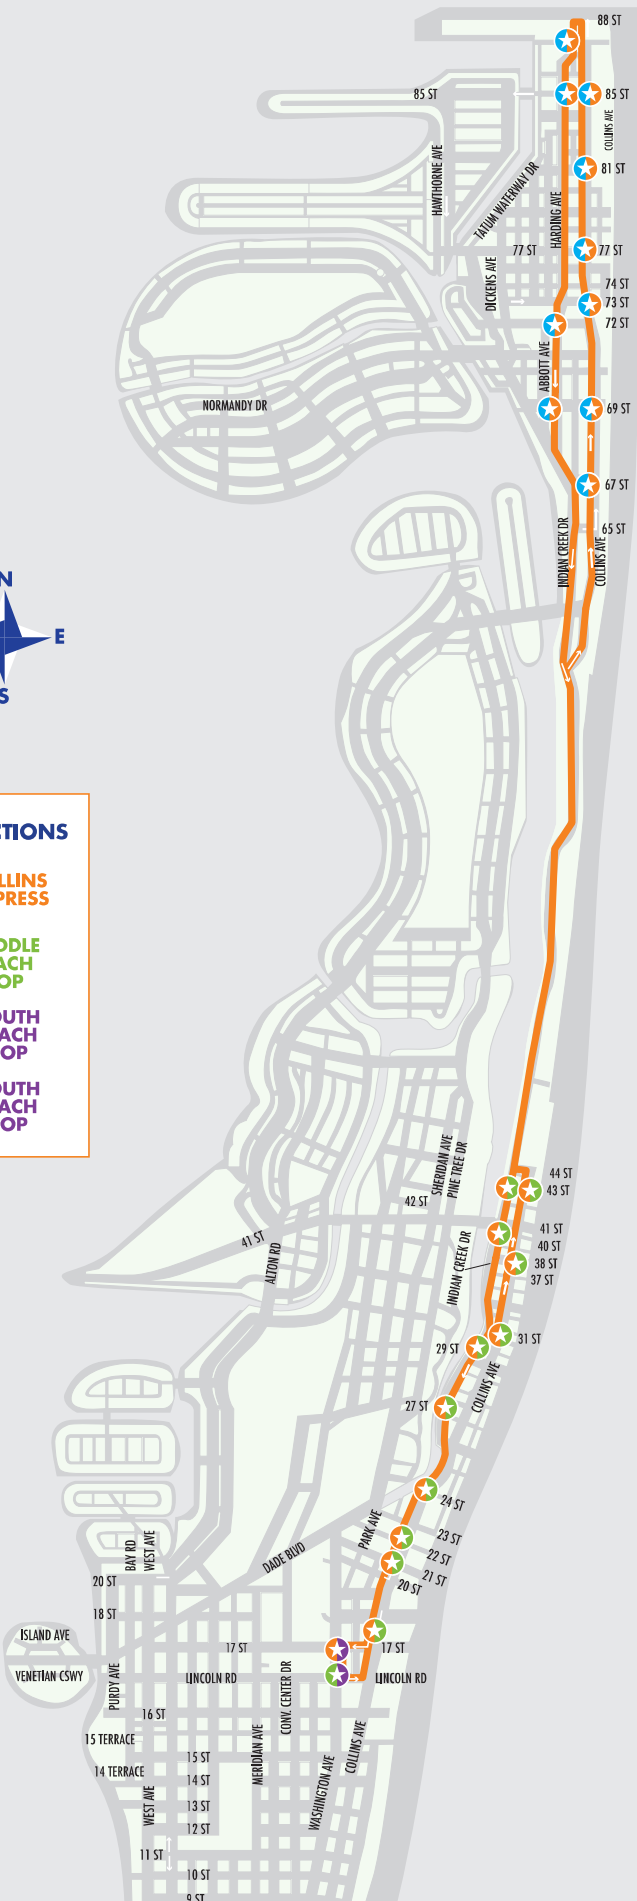 88 ST
85 ST
85 ST
COLLINS AVE
HAWTHORNE AVE
TATUM WATERWAY DR
HARDING AVE
81 ST
77 ST
77 ST
DICKENS AVE
74 ST
73 ST
72 ST
ABBOTT AVE
NORMANDY DR
69 ST
67 ST
65 ST
INDIAN CREEK DR
COLLINS AVE
N
E
S
CTIONS
LLINS
PRESS
DDLE
ACH
OP
OUTH
ACH
OP
OUTH
ACH
OP
SHERIDAN AVE
PINE TREE DR
44 ST
43 ST
42 ST
41 ST
41 ST
40 ST
38 ST
37 ST
ALTON RD
INDIAN CREEK DR
31 ST
29 ST
COLLINS AVE
27 ST
24 ST
PARK AVE
23 ST
22 ST
21 ST
20 ST
DADE BLVD
BAY RD
WEST AVE
20 ST
18 ST
ISLAND AVE
17 ST
17 ST
VENETIAN CSWY
PURDY AVE
LINCOLN RD
CONV. CENTER DR
LINCOLN RD
16 ST
15 TERRACE
MERIDIAN AVE
COLLINS AVE
15 ST
14 TERRACE
14 ST
WASHINGTON AVE
WEST AVE
13 ST
12 ST
11 ST
10 ST
9 ST